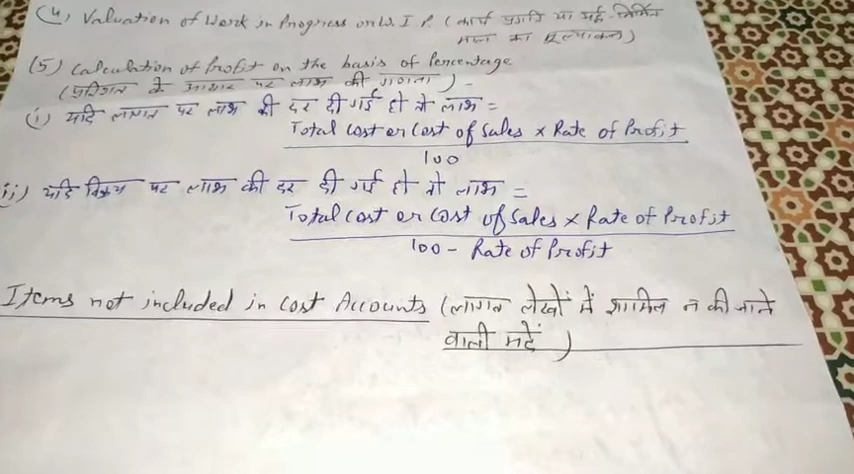 (4) Valuation of Work in Progress or W.I.P. (कार्य प्रगति या अर्द्ध-निर्मित
माल का मूल्यांकन)
(5) Calculation of Profit on the basis of Percentage
(प्रतिशत के आधार पर लाभ की गणना) -
(i) यदि लागत पर लाभ की दर दी गई हो तो लाभ =
Total Cost or Cost of Sales × Rate of Profit
100
ii) यदि विक्रय पर लाभ की दर दी गई हो तो लाभ =
Total Cost or Cost of Sales × Rate of Profit
100 - Rate of Profit
Items not included in Cost Accounts (लागत लेखों में शामिल न की जाने
वाली मदें)